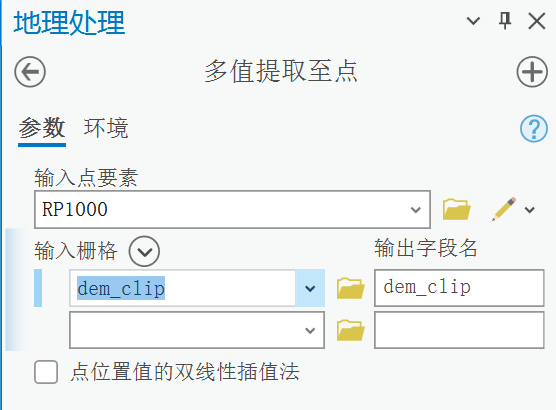 地理处理
多值提取至点
参数 环境
输入点要素
RP1000
输入栅格 输出字段名
dem_clip dem_clip
点位置值的双线性插值法